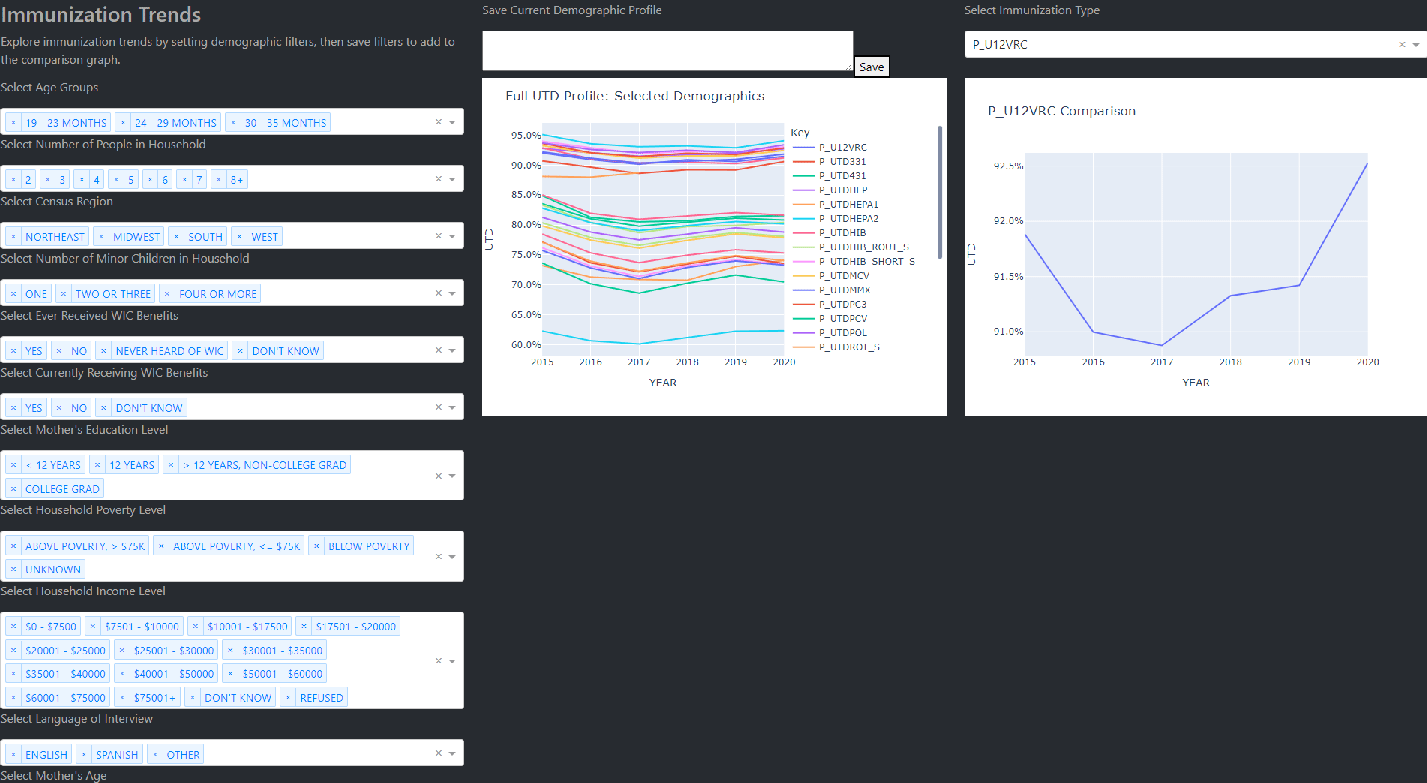 Immunization Trends
Explore immunization trends by setting demographic filters, then save filters to add to
the comparison graph.
Select Age Groups
× 19 - 23 MONTHS × 24 - 29 MONTHS × 30 - 35 MONTHS
Select Number of People in Household
× 2 × 3 × 4 × 5 × 6 × 7 × 8+
Select Census Region
× NORTHEAST × MIDWEST × SOUTH × WEST
Select Number of Minor Children in Household
× ONE × TWO OR THREE × FOUR OR MORE
Select Ever Received WIC Benefits
× YES × NO × NEVER HEARD OF WIC × DON'T KNOW
Select Currently Receiving WIC Benefits
× YES × NO × DON'T KNOW
Select Mother's Education Level
× < 12 YEARS × 12 YEARS × > 12 YEARS, NON-COLLEGE GRAD
× COLLEGE GRAD
Select Household Poverty Level
× ABOVE POVERTY, > $75K × ABOVE POVERTY, <= $75K × BELOW POVERTY
× UNKNOWN
Select Household Income Level
× $0 - $7500 × $7501 - $10000 × $10001 - $17500 × $17501 - $20000
× $20001 - $25000 × $25001 - $30000 × $30001 - $35000
× $35001 - $40000 × $40001 - $50000 × $50001 - $60000
× $60001 - $75000 × $75001+ × DON'T KNOW × REFUSED
Select Language of Interview
× ENGLISH × SPANISH × OTHER
Select Mother's Age
Save Current Demographic Profile
Save
Full UTD Profile: Selected Demographics
95.0%
90.0%
85.0%
80.0%
75.0%
70.0%
65.0%
60.0%
UTD
2015 2016 2017 2018 2019 2020
YEAR
Key
P_U12VRC
P_UTD331
P_UTD431
P_UTDHEP
P_UTDHEPA1
P_UTDHEPA2
P_UTDHIB
P_UTDHIB_ROUT_S
P_UTDHIB_SHORT_S
P_UTDMCV
P_UTDMMX
P_UTDPC3
P_UTDPCV
P_UTDPOL
P_UTDROT_S
Select Immunization Type
P_U12VRC
P_U12VRC Comparison
92.5%
92.0%
91.5%
91.0%
UTD
2015 2016 2017 2018 2019 2020
YEAR